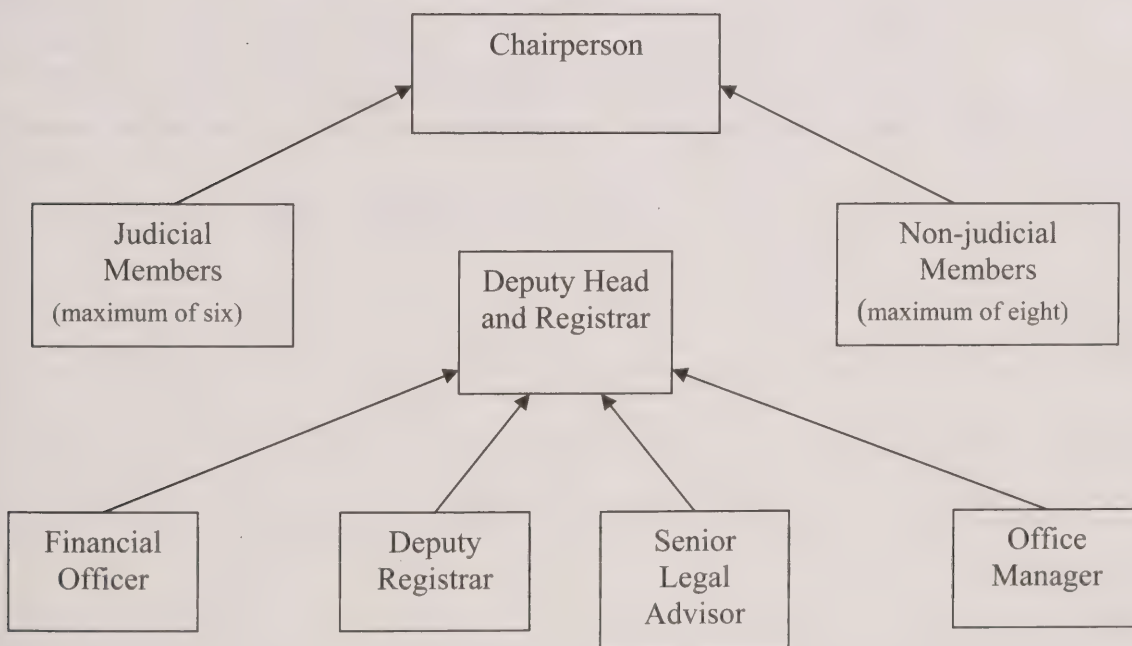 Chairperson
Judicial
Members
(maximum of six)
Non-judicial
Members
(maximum of eight)
Deputy Head
and Registrar
Financial
Officer
Deputy
Registrar
Senior
Legal
Advisor
Office
Manager